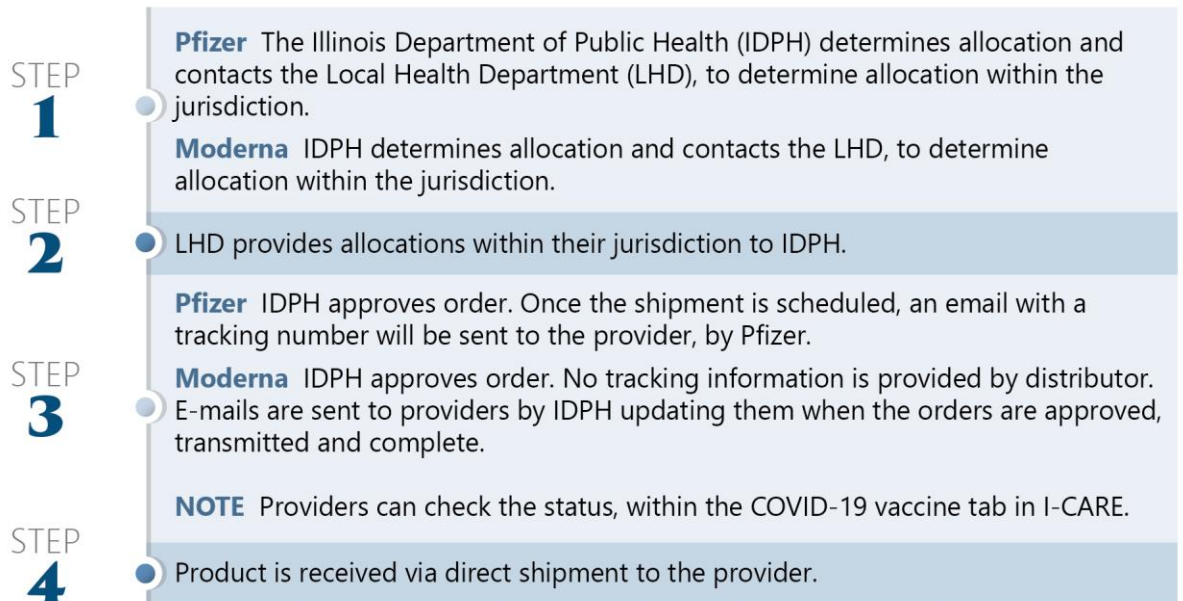 STEP
1
Pfizer The Illinois Department of Public Health (IDPH) determines allocation and
contacts the Local Health Department (LHD), to determine allocation within the
jurisdiction.
Moderna IDPH determines allocation and contacts the LHD, to determine
allocation within the jurisdiction.
STEP
2
LHD provides allocations within their jurisdiction to IDPH.
Pfizer IDPH approves order. Once the shipment is scheduled, an email with a
tracking number will be sent to the provider, by Pfizer.
STEP
3
Moderna IDPH approves order. No tracking information is provided by distributor.
E-mails are sent to providers by IDPH updating them when the orders are approved,
transmitted and complete.
NOTE Providers can check the status, within the COVID-19 vaccine tab in I-CARE.
STEP
4
Product is received via direct shipment to the provider.